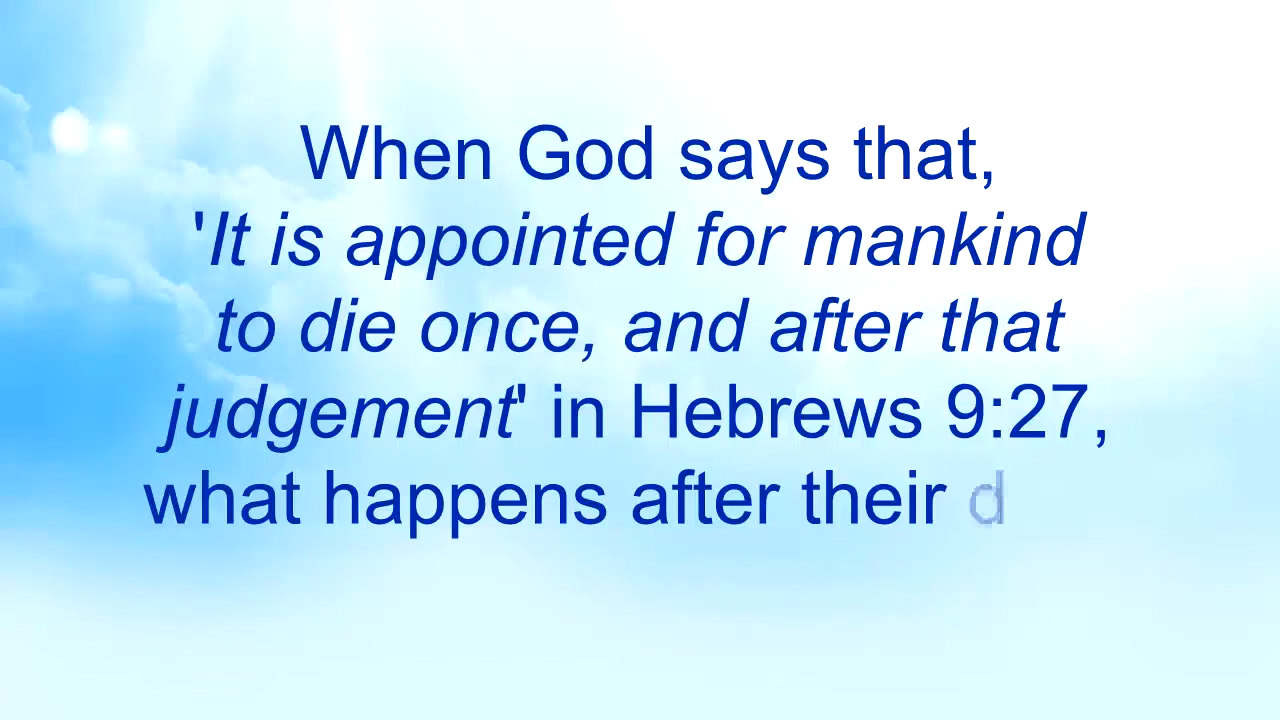 When God says that,
'It is appointed for mankind
to die once, and after that
judgement' in Hebrews 9:27,
what happens after their d